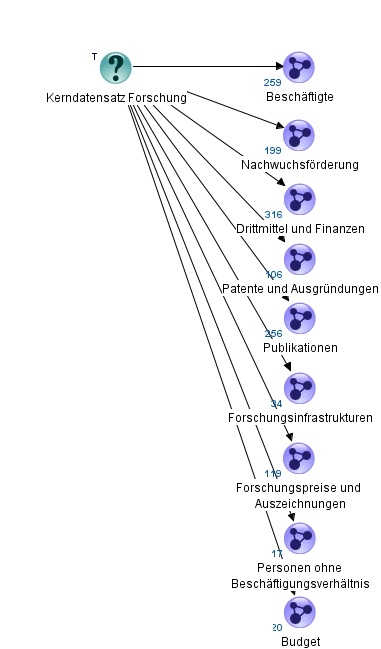 T
Kerndatensatz Forschung
259
Beschäftigte
199
Nachwuchsförderung
316
Drittmittel und Finanzen
106
Patente und Ausgründungen
256
Publikationen
34
Forschungsinfrastrukturen
119
Forschungspreise und
Auszeichnungen
17
Personen ohne
Beschäftigungsverhältnis
20
Budget